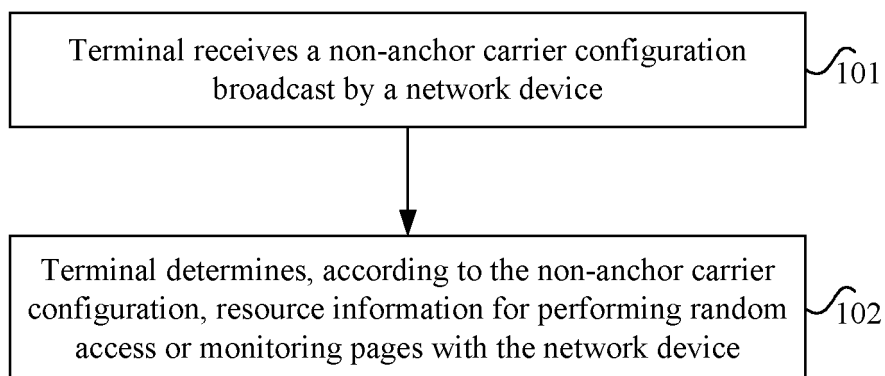 Terminal receives a non-anchor carrier configuration
broadcast by a network device
101
Terminal determines, according to the non-anchor carrier
configuration, resource information for performing random
access or monitoring pages with the network device
102